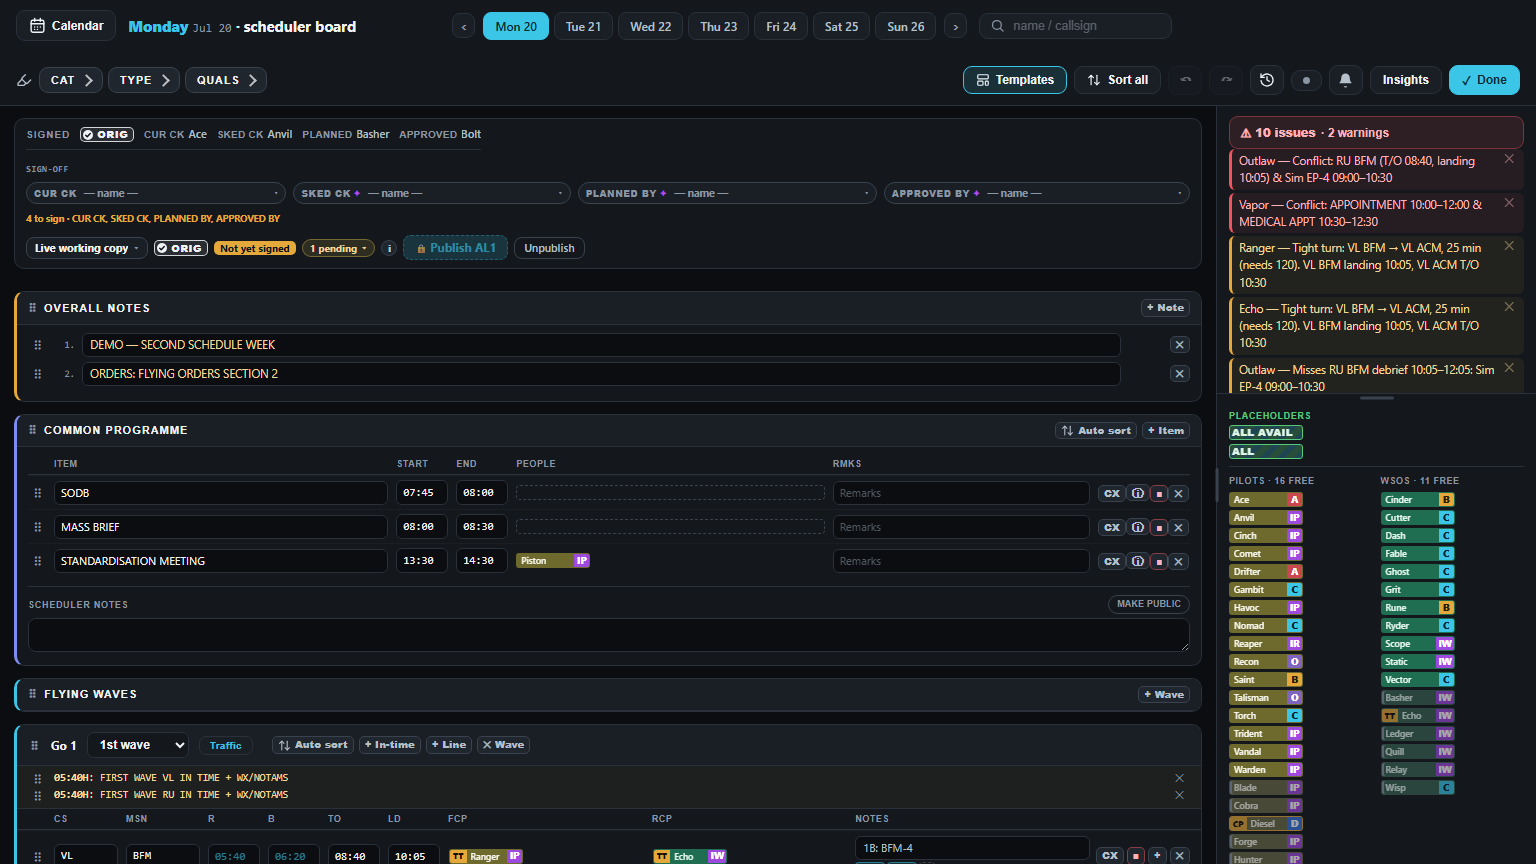 Calendar
Monday Jul 20 · scheduler board
‹ Mon 20 Tue 21 Wed 22 Thu 23 Fri 24 Sat 25 Sun 26 ›
name / callsign
CAT TYPE QUALS
Templates Sort all Insights ✓ Done
SIGNED ORIG CUR CK Ace SKED CK Anvil PLANNED Basher APPROVED Bolt
SIGN-OFF
CUR CK — name —
SKED CK ✦ — name —
PLANNED BY ✦ — name —
APPROVED BY ✦ — name —
4 to sign · CUR CK, SKED CK, PLANNED BY, APPROVED BY
Live working copy ORIG Not yet signed 1 pending i Publish AL1 Unpublish
OVERALL NOTES + Note
1. DEMO — SECOND SCHEDULE WEEK ✕
2. ORDERS: FLYING ORDERS SECTION 2 ✕
COMMON PROGRAMME Auto sort + Item
ITEM START END PEOPLE RMKS
SODB 07:45 08:00 Remarks CX
MASS BRIEF 08:00 08:30 Remarks CX
STANDARDISATION MEETING 13:30 14:30 Piston IP Remarks CX
SCHEDULER NOTES MAKE PUBLIC
FLYING WAVES + Wave
Go 1 1st wave Traffic Auto sort + In-time + Line ✕ Wave
05:40H: FIRST WAVE VL IN TIME + WX/NOTAMS
05:40H: FIRST WAVE RU IN TIME + WX/NOTAMS
CS MSN R B TO LD FCP RCP NOTES
VL BFM 05:40 06:20 08:40 10:05 TT Ranger IP TT Echo IW 1B: BFM-4 CX
⚠ 10 issues · 2 warnings
Outlaw — Conflict: RU BFM (T/O 08:40, landing
10:05) & Sim EP-4 09:00–10:30
Vapor — Conflict: APPOINTMENT 10:00–12:00 &
MEDICAL APPT 10:30–12:30
Ranger — Tight turn: VL BFM → VL ACM, 25 min
(needs 120). VL BFM landing 10:05, VL ACM T/O
10:30
Echo — Tight turn: VL BFM → VL ACM, 25 min
(needs 120). VL BFM landing 10:05, VL ACM T/O
10:30
Outlaw — Misses RU BFM debrief 10:05–12:05: Sim
EP-4 09:00–10:30
PLACEHOLDERS
ALL AVAIL
ALL
PILOTS · 16 FREE
Ace A
Anvil IP
Cinch IP
Comet IP
Drifter A
Gambit C
Havoc IP
Nomad C
Reaper IR
Recon O
Saint B
Talisman O
Torch C
Trident IP
Vandal IP
Warden IP
Blade IP
Cobra IP
CP Diesel D
Forge IP
Hunter IP
WSOS · 11 FREE
Cinder B
Cutter C
Dash C
Fable C
Ghost C
Grit C
Rune B
Ryder C
Scope IW
Static IW
Vector C
Basher IW
TT Echo IW
Ledger IW
Quill IW
Relay IW
Wisp C